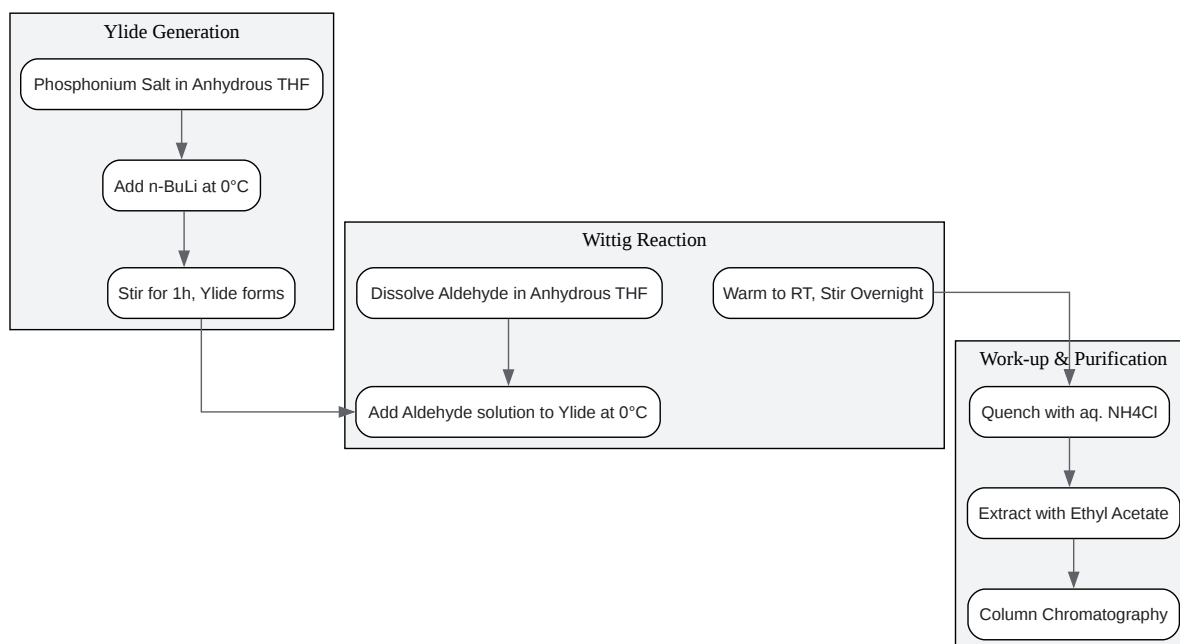 Ylide Generation
Phosphonium Salt in Anhydrous THF
Add n-BuLi at 0°C
Stir for 1h, Ylide forms
Wittig Reaction
Dissolve Aldehyde in Anhydrous THF
Warm to RT, Stir Overnight
Add Aldehyde solution to Ylide at 0°C
Work-up & Purification
Quench with aq. NH4Cl
Extract with Ethyl Acetate
Column Chromatography